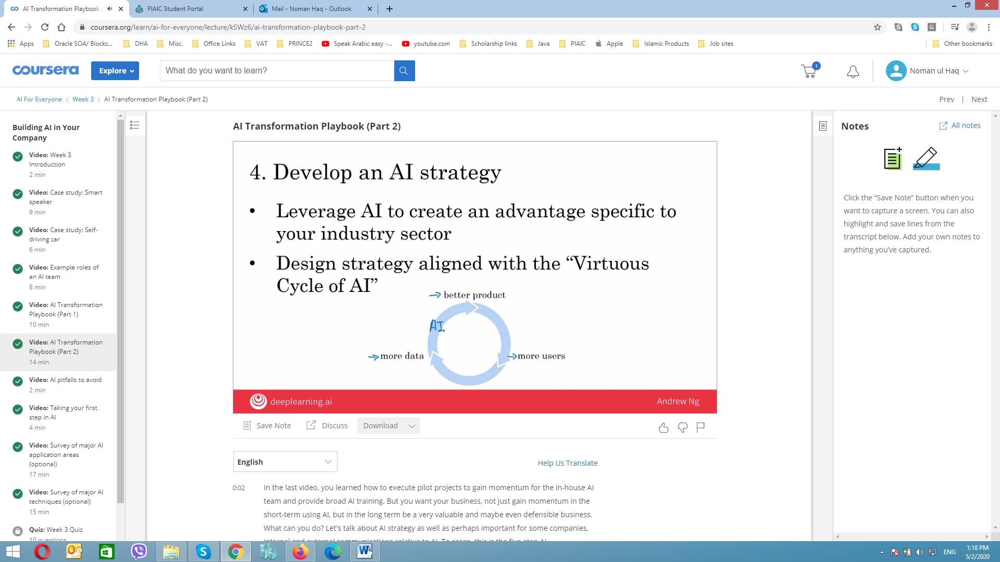 AI Transformation Playbook
PIAIC Student Portal
Mail - Noman Haq - Outlook
coursera.org/learn/ai-for-everyone/lecture/kSWz6/ai-transformation-playbook-part-2
Apps
Oracle SOA/ Blockc...
DHA
Misc.
Office Links
VAT
PRINCE2
Speak Arabic easy -...
youtube.com
Scholarship links
Java
PIAIC
Apple
Islamic Products
Job sites
Other bookmarks
coursera
Explore
What do you want to learn?
1
Noman ul Haq
AI For Everyone
Week 3
AI Transformation Playbook (Part 2)
Prev | Next
Building AI in Your
Company
Video: Week 3
Introduction
2 min
Video: Case study: Smart
speaker
9 min
Video: Case study: Self-
driving car
6 min
Video: Example roles of
an AI team
8 min
Video: AI Transformation
Playbook (Part 1)
10 min
Video: AI Transformation
Playbook (Part 2)
14 min
Video: AI pitfalls to avoid
2 min
Video: Taking your first
step in AI
4 min
Video: Survey of major AI
application areas
(optional)
17 min
Video: Survey of major AI
techniques (optional)
15 min
Quiz: Week 3 Quiz
10 questions
AI Transformation Playbook (Part 2)
4. Develop an AI strategy
• Leverage AI to create an advantage specific to
your industry sector
• Design strategy aligned with the “Virtuous
Cycle of AI”
better product
AI
more data
more users
deeplearning.ai
Andrew Ng
Save Note
Discuss
Download
English
Help Us Translate
0:02
In the last video, you learned how to execute pilot projects to gain momentum for the in-house AI
team and provide broad AI training. But you want your business, not just gain momentum in the
short-term using AI, but in the long term be a very valuable and maybe even defensible business.
What can you do? Let's talk about AI strategy as well as perhaps important for some companies,
internal and external communications relative to AI. To recap, this is the five-step AI
Notes
All notes
Click the “Save Note” button when you
want to capture a screen. You can also
highlight and save lines from the
transcript below. Add your own notes to
anything you’ve captured.
ENG
1:18 PM
5/2/2020